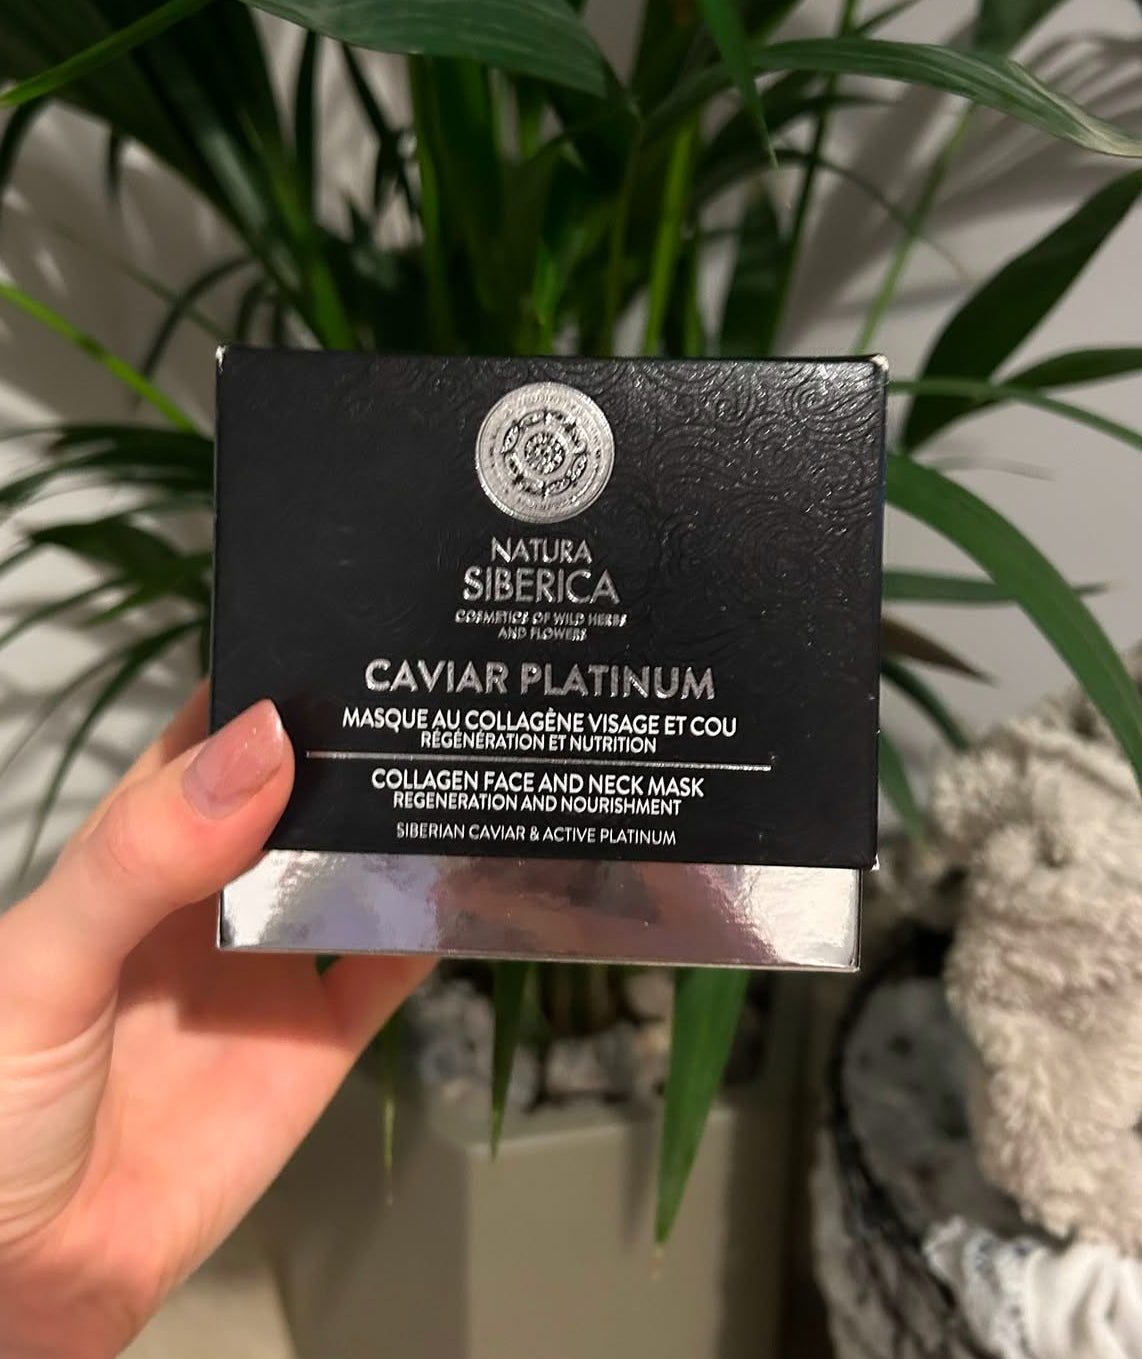 NATURA
SIBERICA
COSMETICS OF WILD HERBS
AND FLOWERS
CAVIAR PLATINUM
MASQUE AU COLLAGÈNE VISAGE ET COU
RÉGÉNÉRATION ET NUTRITION
COLLAGEN FACE AND NECK MASK
REGENERATION AND NOURISHMENT
SIBERIAN CAVIAR & ACTIVE PLATINUM